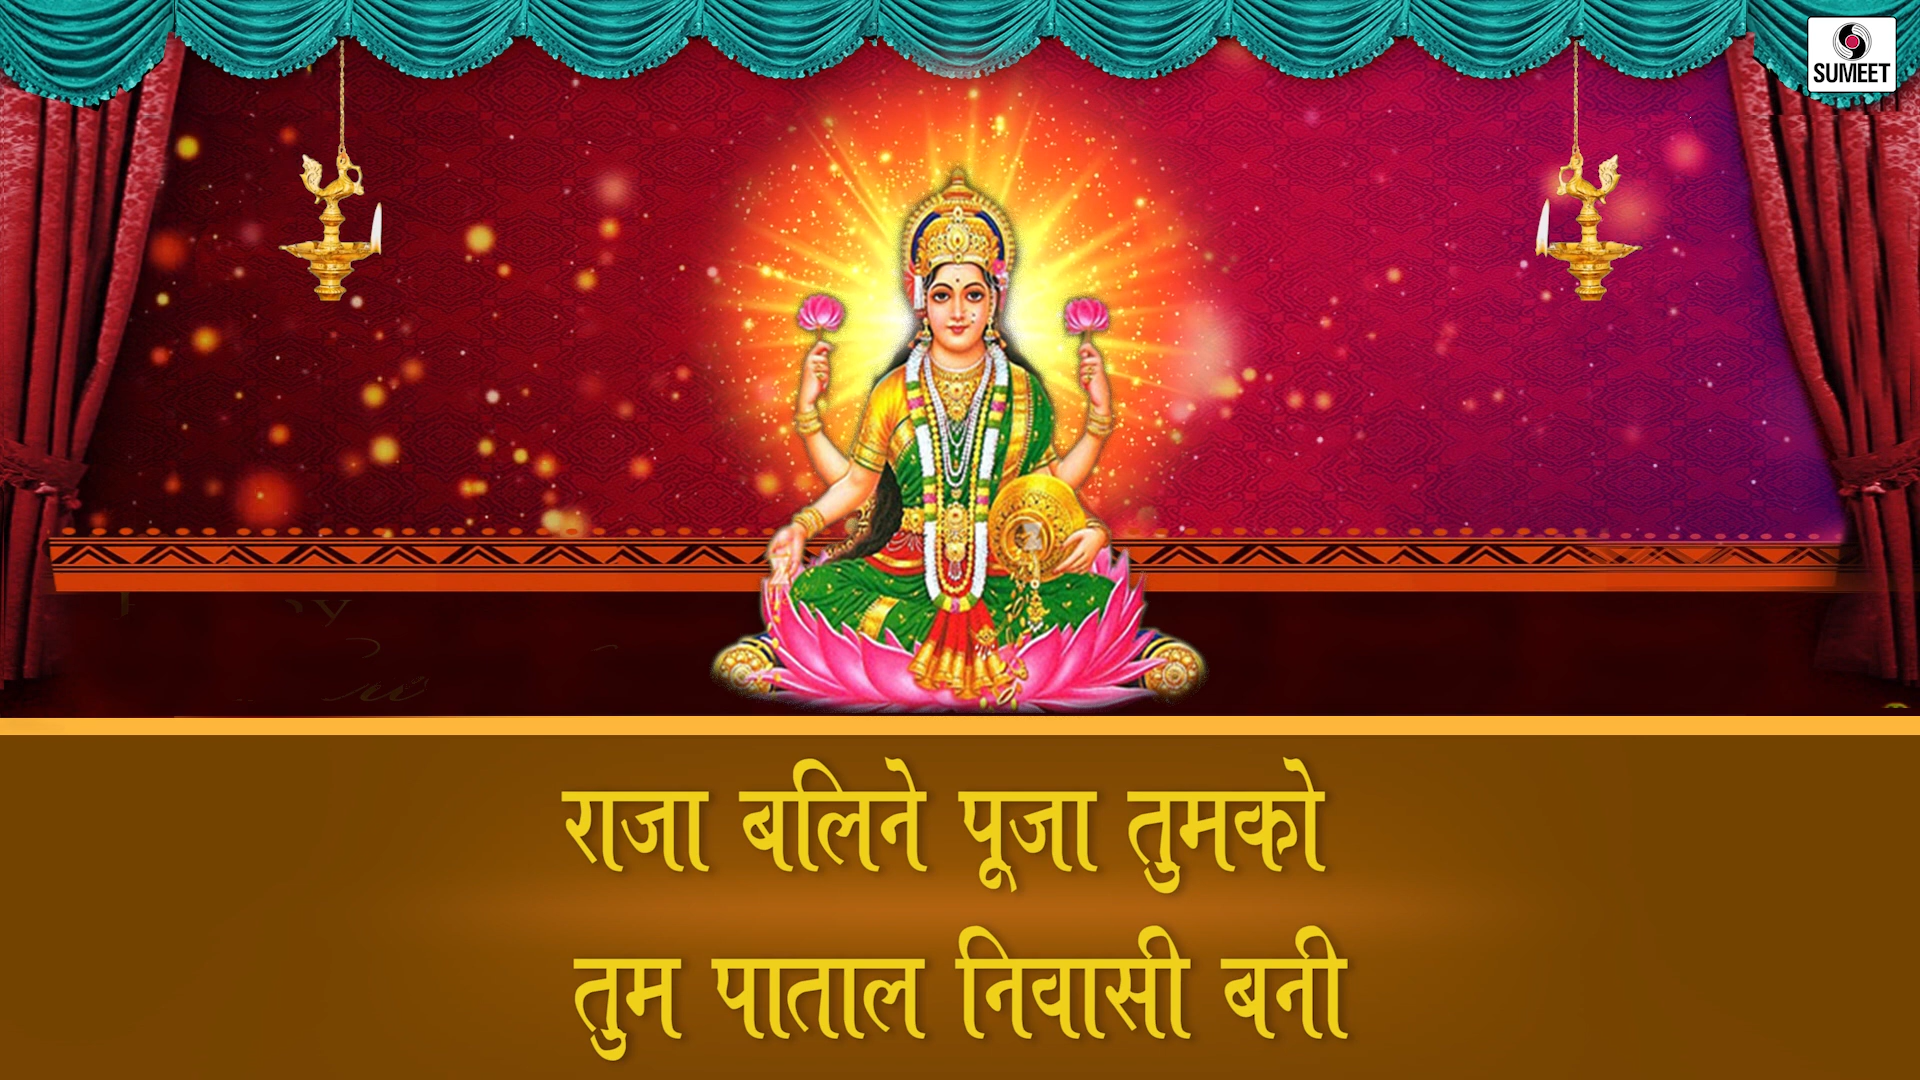 SUMEET
राजा बलिने पूजा तुमको
तुम पाताल निवासी बनी